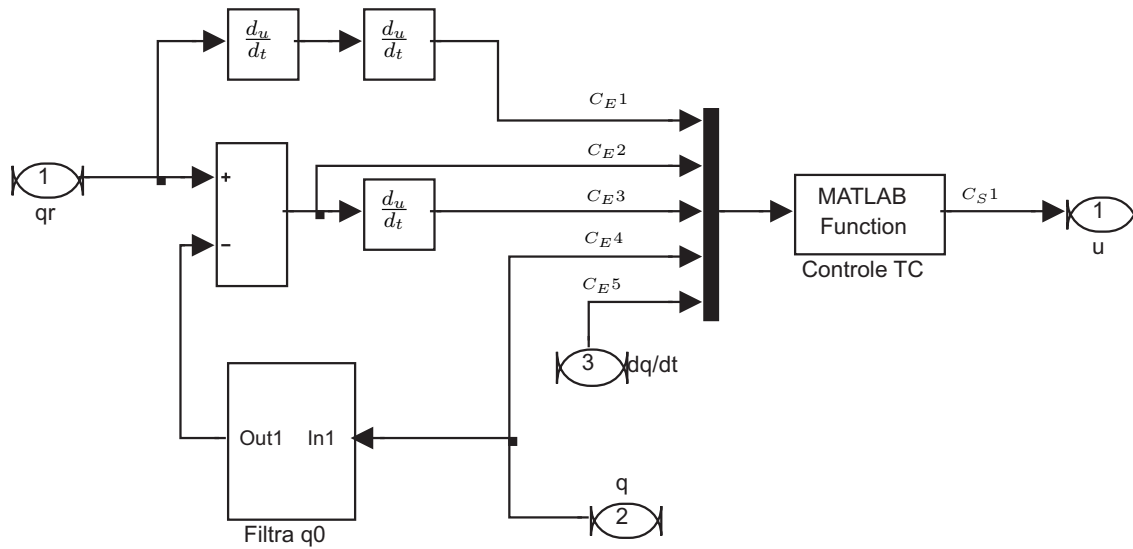 d_u
d_t
d_u
d_t
C_E1
C_E2
1
qr
+
−
d_u
d_t
C_E3
C_E4
C_E5
MATLAB
Function
Controle TC
C_S1
1
u
3
dq/dt
Out1
In1
Filtra q0
q
2